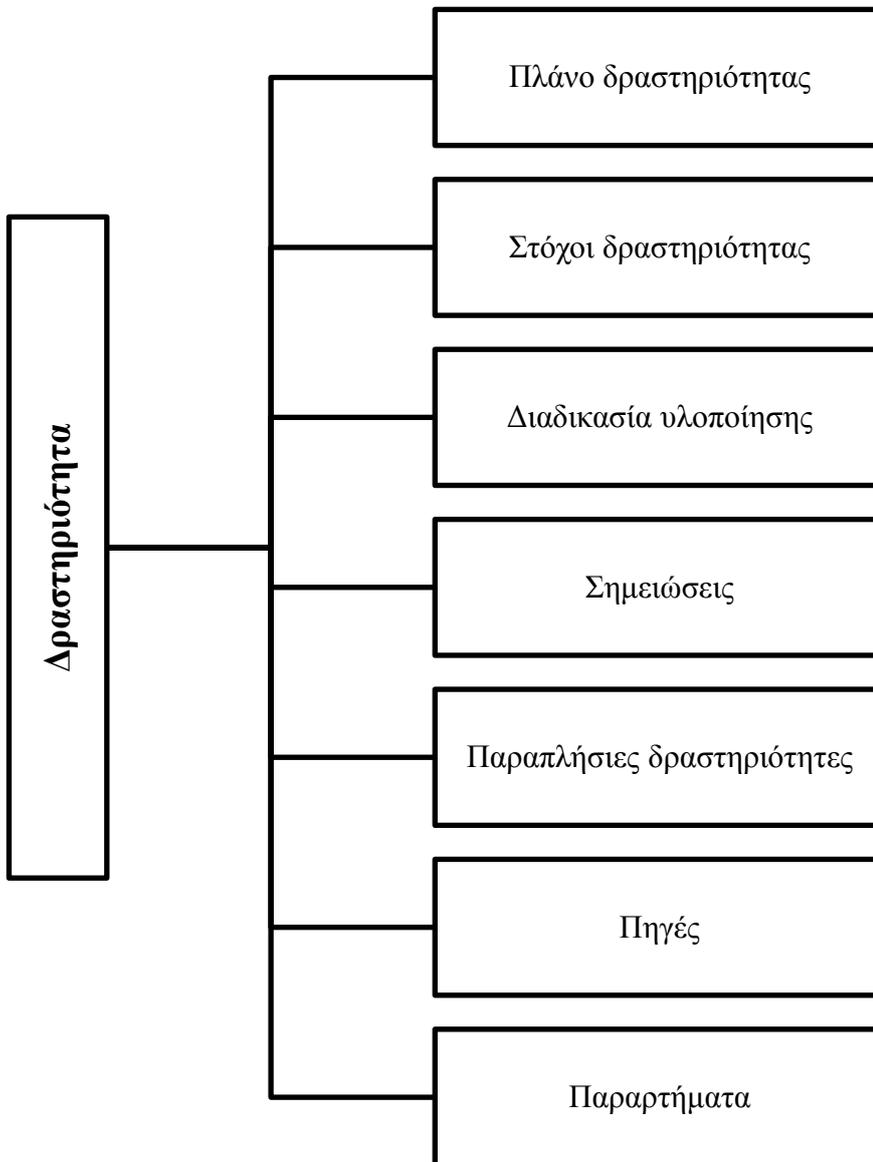 Δραστηριότητα
Πλάνο δραστηριότητας
Στόχοι δραστηριότητας
Διαδικασία υλοποίησης
Σημειώσεις
Παραπλήσιες δραστηριότητες
Πηγές
Παραρτήματα